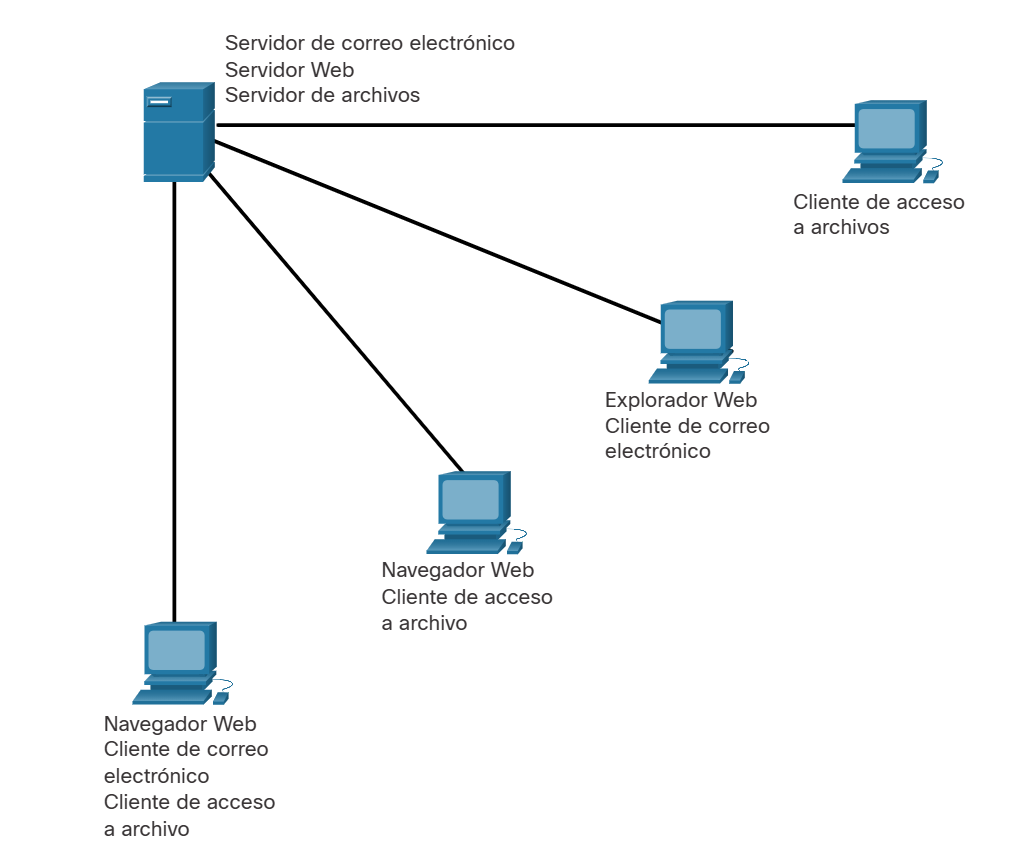 Servidor de correo electrónico
Servidor Web
Servidor de archivos
Cliente de acceso
a archivos
Explorador Web
Cliente de correo
electrónico
Navegador Web
Cliente de acceso
a archivo
Navegador Web
Cliente de correo
electrónico
Cliente de acceso
a archivo